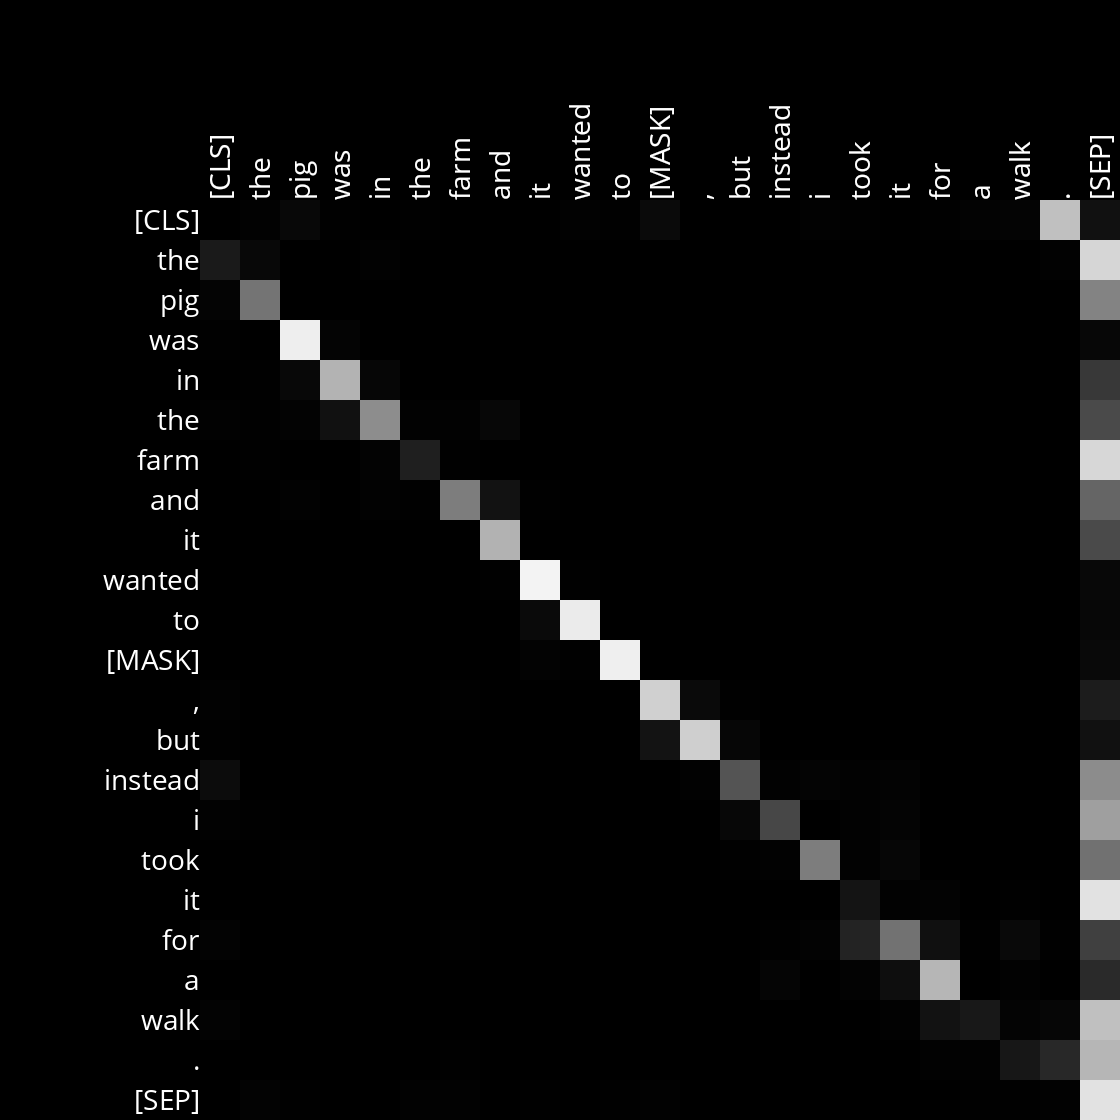 [CLS] the pig was in the farm and it wanted to [MASK] , but instead i took it for a walk . [SEP]
[CLS]
the
pig
was
in
the
farm
and
it
wanted
to
[MASK]
,
but
instead
i
took
it
for
a
walk
.
[SEP]